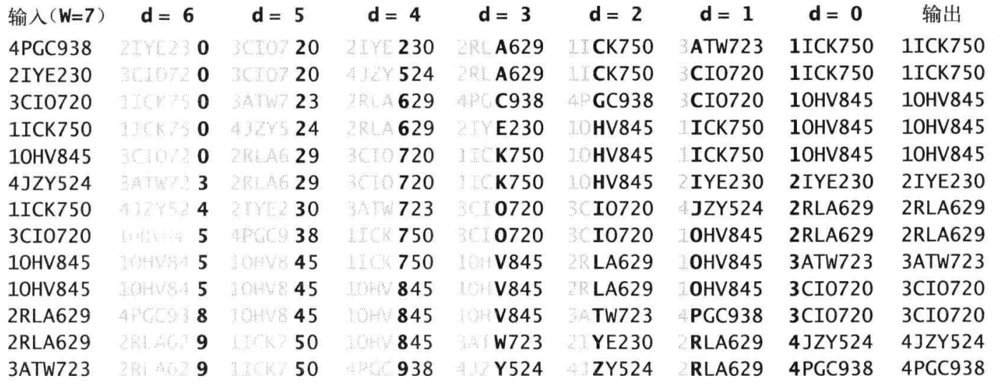 输入(W=7) d = 6 d = 5 d = 4 d = 3 d = 2 d = 1 d = 0 输出
4PGC938 2IYE230 3CIO720 2IYE230 2RLA629 1ICK750 3ATW723 1ICK750 1ICK750
2IYE230 3CIO720 3CIO720 4JZY524 2RLA629 1ICK750 3CIO720 1ICK750 1ICK750
3CIO720 1ICK750 3ATW723 2RLA629 4PGC938 4PGC938 3CIO720 1OHV845 1OHV845
1ICK750 1ICK750 4JZY524 2RLA629 2IYE230 1OHV845 1ICK750 1OHV845 1OHV845
1OHV845 3CIO720 2RLA629 3CIO720 1ICK750 1OHV845 1ICK750 1OHV845 1OHV845
4JZY524 3ATW723 2RLA629 3CIO720 1ICK750 1OHV845 2IYE230 2IYE230 2IYE230
1ICK750 4JZY524 2IYE230 3ATW723 3CIO720 3CIO720 4JZY524 2RLA629 2RLA629
3CIO720 1OHV845 4PGC938 1ICK750 3CIO720 3CIO720 1OHV845 2RLA629 2RLA629
1OHV845 1OHV845 1OHV845 1ICK750 1OHV845 2RLA629 1OHV845 3ATW723 3ATW723
1OHV845 1OHV845 1OHV845 1OHV845 1OHV845 2RLA629 1OHV845 3CIO720 3CIO720
2RLA629 4PGC938 1OHV845 1OHV845 1OHV845 3ATW723 4PGC938 3CIO720 3CIO720
2RLA629 2RLA629 1ICK750 1OHV845 3ATW723 2IYE230 2RLA629 4JZY524 4JZY524
3ATW723 2RLA629 1ICK750 4PGC938 4JZY524 4JZY524 2RLA629 4PGC938 4PGC938